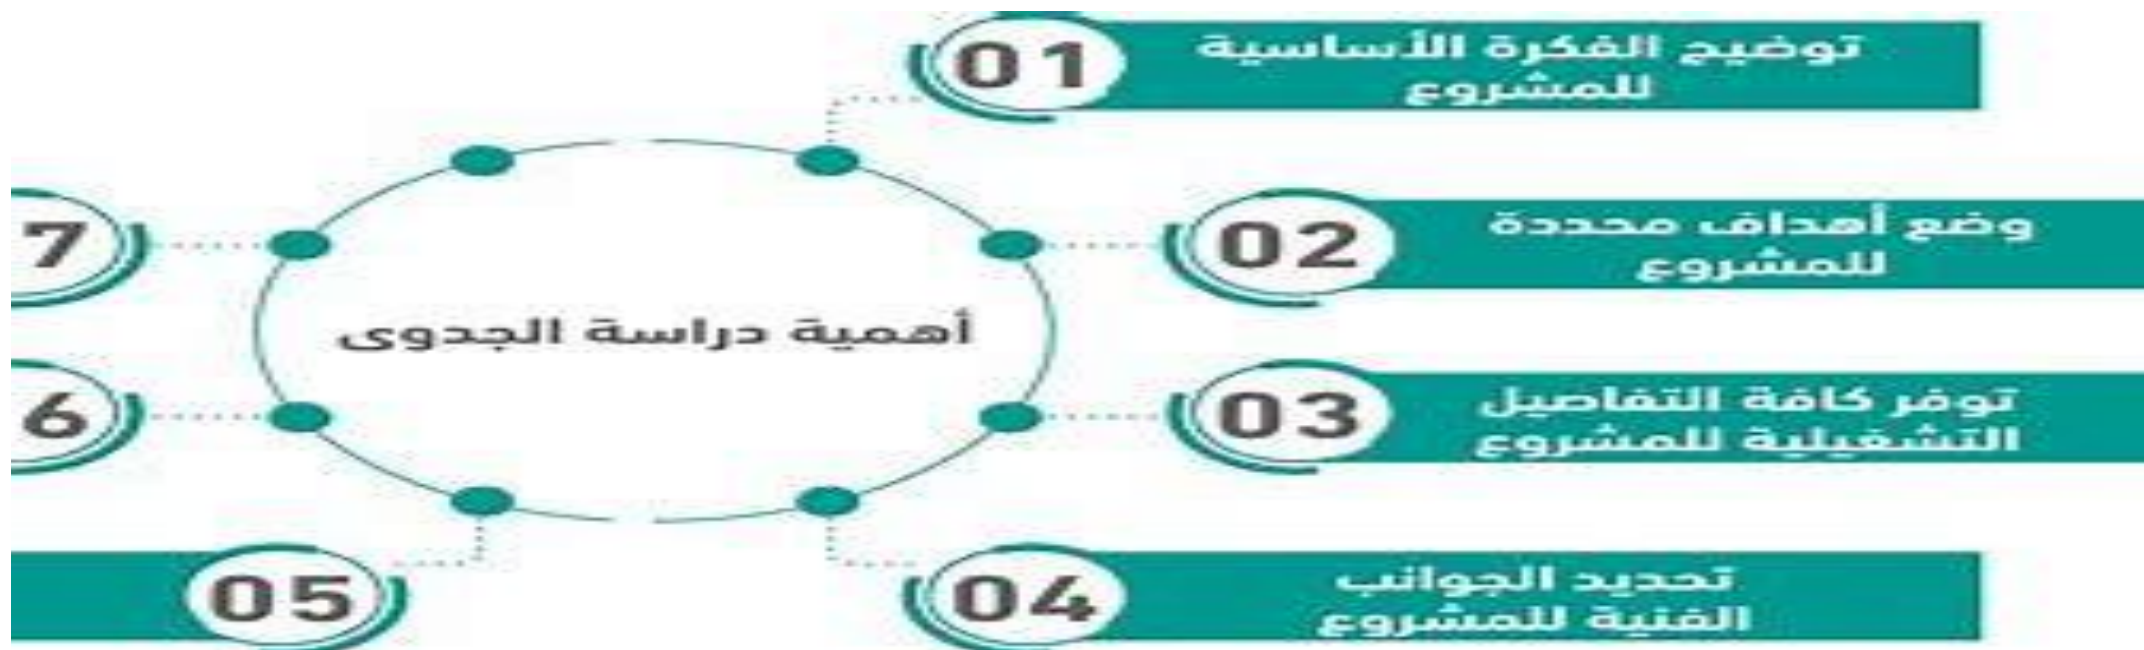 01
توضيح الفكرة الأساسية
للمشروع
02
وضع أهداف محددة
للمشروع
03
توفر كافة التفاصيل
التشغيلية للمشروع
04
تحديد الجوانب
الفنية للمشروع
05
6
7
أهمية دراسة الجدوى